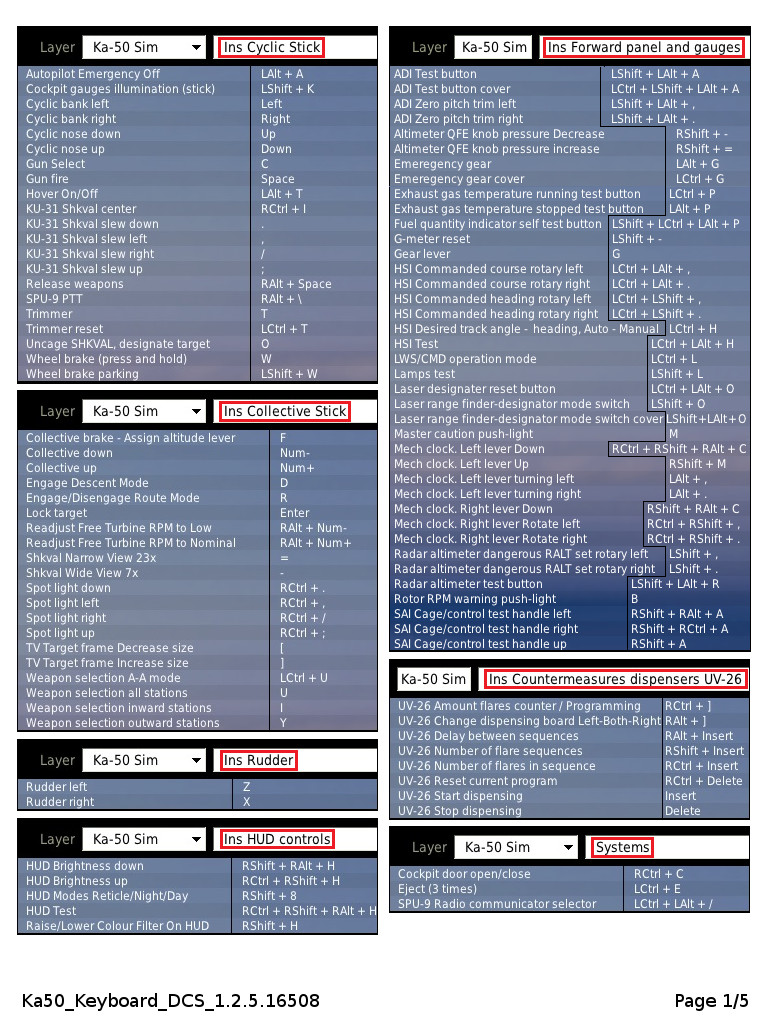 Layer Ka-50 Sim Ins Cyclic Stick
Autopilot Emergency Off LAlt + A
Cockpit gauges illumination (stick) LShift + K
Cyclic bank left Left
Cyclic bank right Right
Cyclic nose down Up
Cyclic nose up Down
Gun Select C
Gun fire Space
Hover On/Off LAlt + T
KU-31 Shkval center RCtrl + I
KU-31 Shkval slew down .
KU-31 Shkval slew left ,
KU-31 Shkval slew right /
KU-31 Shkval slew up ;
Release weapons RAlt + Space
SPU-9 PTT RAlt + \
Trimmer T
Trimmer reset LCtrl + T
Uncage SHKVAL, designate target O
Wheel brake (press and hold) W
Wheel brake parking LShift + W
Layer Ka-50 Sim Ins Collective Stick
Collective brake - Assign altitude lever F
Collective down Num-
Collective up Num+
Engage Descent Mode D
Engage/Disengage Route Mode R
Lock target Enter
Readjust Free Turbine RPM to Low RAlt + Num-
Readjust Free Turbine RPM to Nominal RAlt + Num+
Shkval Narrow View 23x =
Shkval Wide View 7x -
Spot light down RCtrl + .
Spot light left RCtrl + ,
Spot light right RCtrl + /
Spot light up RCtrl + ;
TV Target frame Decrease size [
TV Target frame Increase size ]
Weapon selection A-A mode LCtrl + U
Weapon selection all stations U
Weapon selection inward stations I
Weapon selection outward stations Y
Layer Ka-50 Sim Ins Rudder
Rudder left Z
Rudder right X
Layer Ka-50 Sim Ins HUD controls
HUD Brightness down RShift + RAlt + H
HUD Brightness up RCtrl + RShift + H
HUD Modes Reticle/Night/Day RShift + 8
HUD Test RCtrl + RShift + RAlt + H
Raise/Lower Colour Filter On HUD RShift + H
Layer Ka-50 Sim Ins Forward panel and gauges
ADI Test button LShift + LAlt + A
ADI Test button cover LCtrl + LShift + LAlt + A
ADI Zero pitch trim left LShift + LAlt + ,
ADI Zero pitch trim right LShift + LAlt + .
Altimeter QFE knob pressure Decrease RShift + -
Altimeter QFE knob pressure increase RShift + =
Emeregency gear LAlt + G
Emeregency gear cover LCtrl + G
Exhaust gas temperature running test button LCtrl + P
Exhaust gas temperature stopped test button LAlt + P
Fuel quantity indicator self test button LShift + LCtrl + LAlt + P
G-meter reset LShift + -
Gear lever G
HSI Commanded course rotary left LCtrl + LAlt + ,
HSI Commanded course rotary right LCtrl + LAlt + .
HSI Commanded heading rotary left LCtrl + LShift + ,
HSI Commanded heading rotary right LCtrl + LShift + .
HSI Desired track angle - heading, Auto - Manual LCtrl + H
HSI Test LCtrl + LAlt + H
LWS/CMD operation mode LCtrl + L
Lamps test LShift + L
Laser designater reset button LCtrl + LAlt + O
Laser range finder-designator mode switch LShift + O
Laser range finder-designator mode switch cover LShift+LAlt+O
Master caution push-light M
Mech clock. Left lever Down RCtrl + RShift + RAlt + C
Mech clock. Left lever Up RShift + M
Mech clock. Left lever turning left LAlt + ,
Mech clock. Left lever turning right LAlt + .
Mech clock. Right lever Down RShift + RAlt + C
Mech clock. Right lever Rotate left RCtrl + RShift + ,
Mech clock. Right lever Rotate right RCtrl + RShift + .
Radar altimeter dangerous RALT set rotary left LShift + ,
Radar altimeter dangerous RALT set rotary right LShift + .
Radar altimeter test button LShift + LAlt + R
Rotor RPM warning push-light B
SAI Cage/control test handle left RShift + RAlt + A
SAI Cage/control test handle right RShift + RCtrl + A
SAI Cage/control test handle up RShift + A
Ka-50 Sim Ins Countermeasures dispensers UV-26
UV-26 Amount flares counter / Programming RCtrl + ]
UV-26 Change dispensing board Left-Both-Right RAlt + ]
UV-26 Delay between sequences RAlt + Insert
UV-26 Number of flare sequences RShift + Insert
UV-26 Number of flares in sequence RCtrl + Insert
UV-26 Reset current program RCtrl + Delete
UV-26 Start dispensing Insert
UV-26 Stop dispensing Delete
Layer Ka-50 Sim Systems
Cockpit door open/close RCtrl + C
Eject (3 times) LCtrl + E
SPU-9 Radio communicator selector LCtrl + LAlt + /
Ka50_Keyboard_DCS_1.2.5.16508 Page 1/5